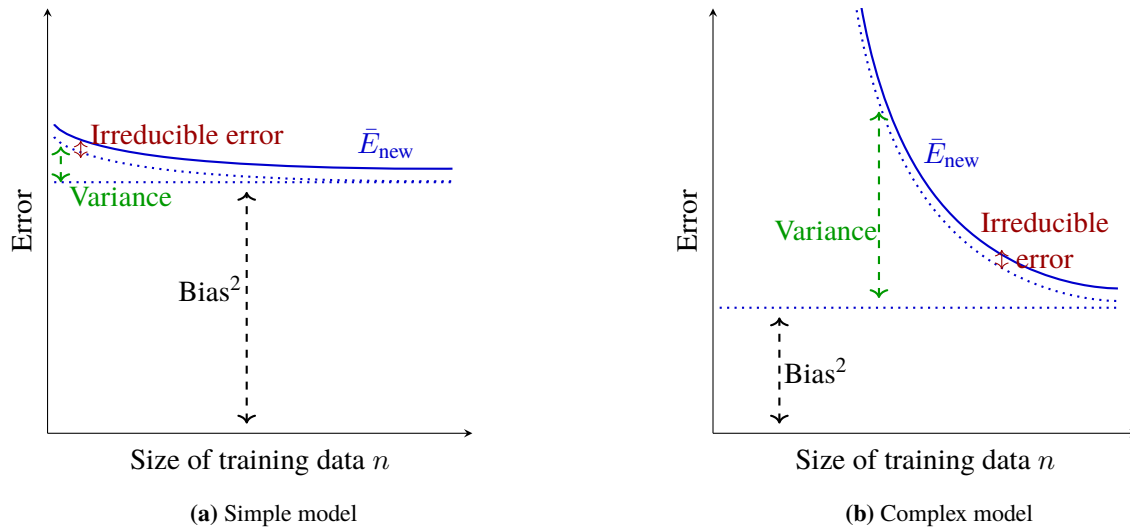 Error
Irreducible error
Ē_new
Variance
Bias²
Size of training data n
(a) Simple model
Error
Ē_new
Variance
Irreducible
error
Bias²
Size of training data n
(b) Complex model